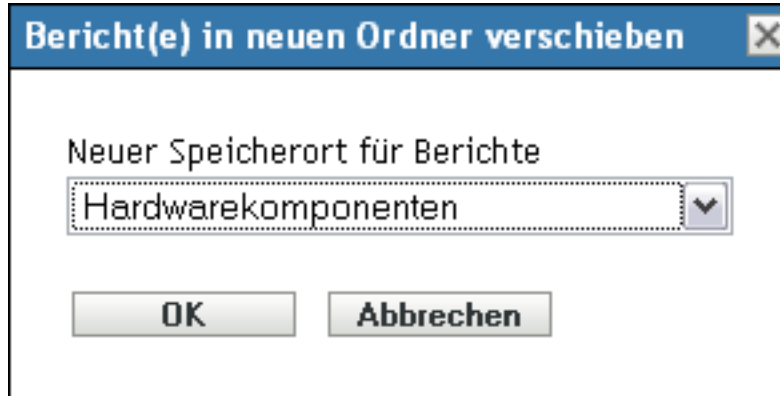 Bericht(e) in neuen Ordner verschieben
Neuer Speicherort für Berichte
Hardwarekomponenten
OK
Abbrechen